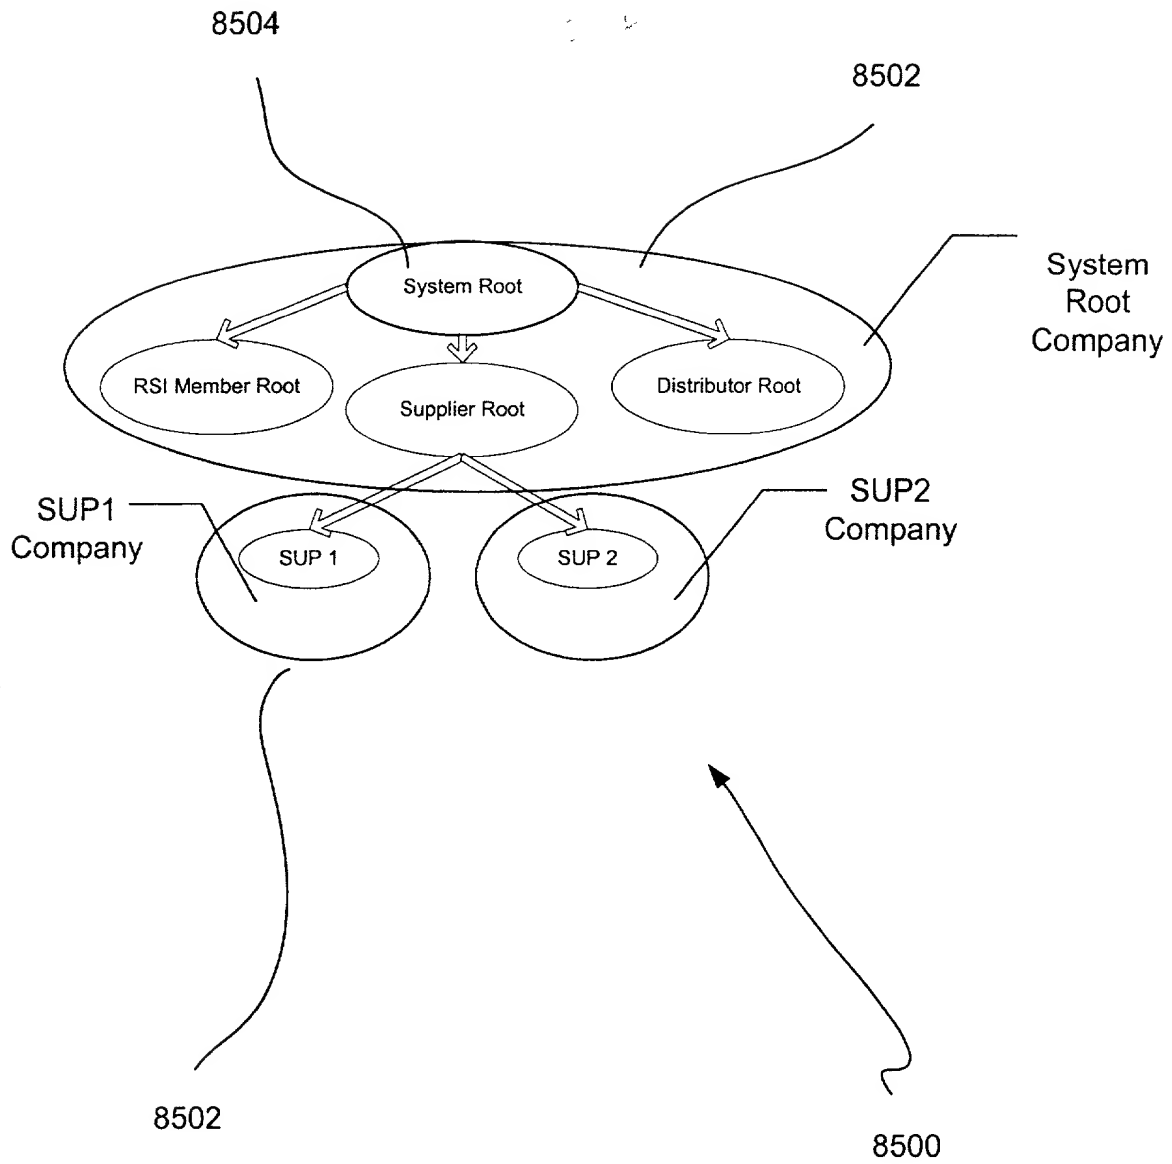 8504
8502
System Root
System
Root
Company
RSI Member Root
Supplier Root
Distributor Root
SUP1
Company
SUP2
Company
SUP 1
SUP 2
8502
8500